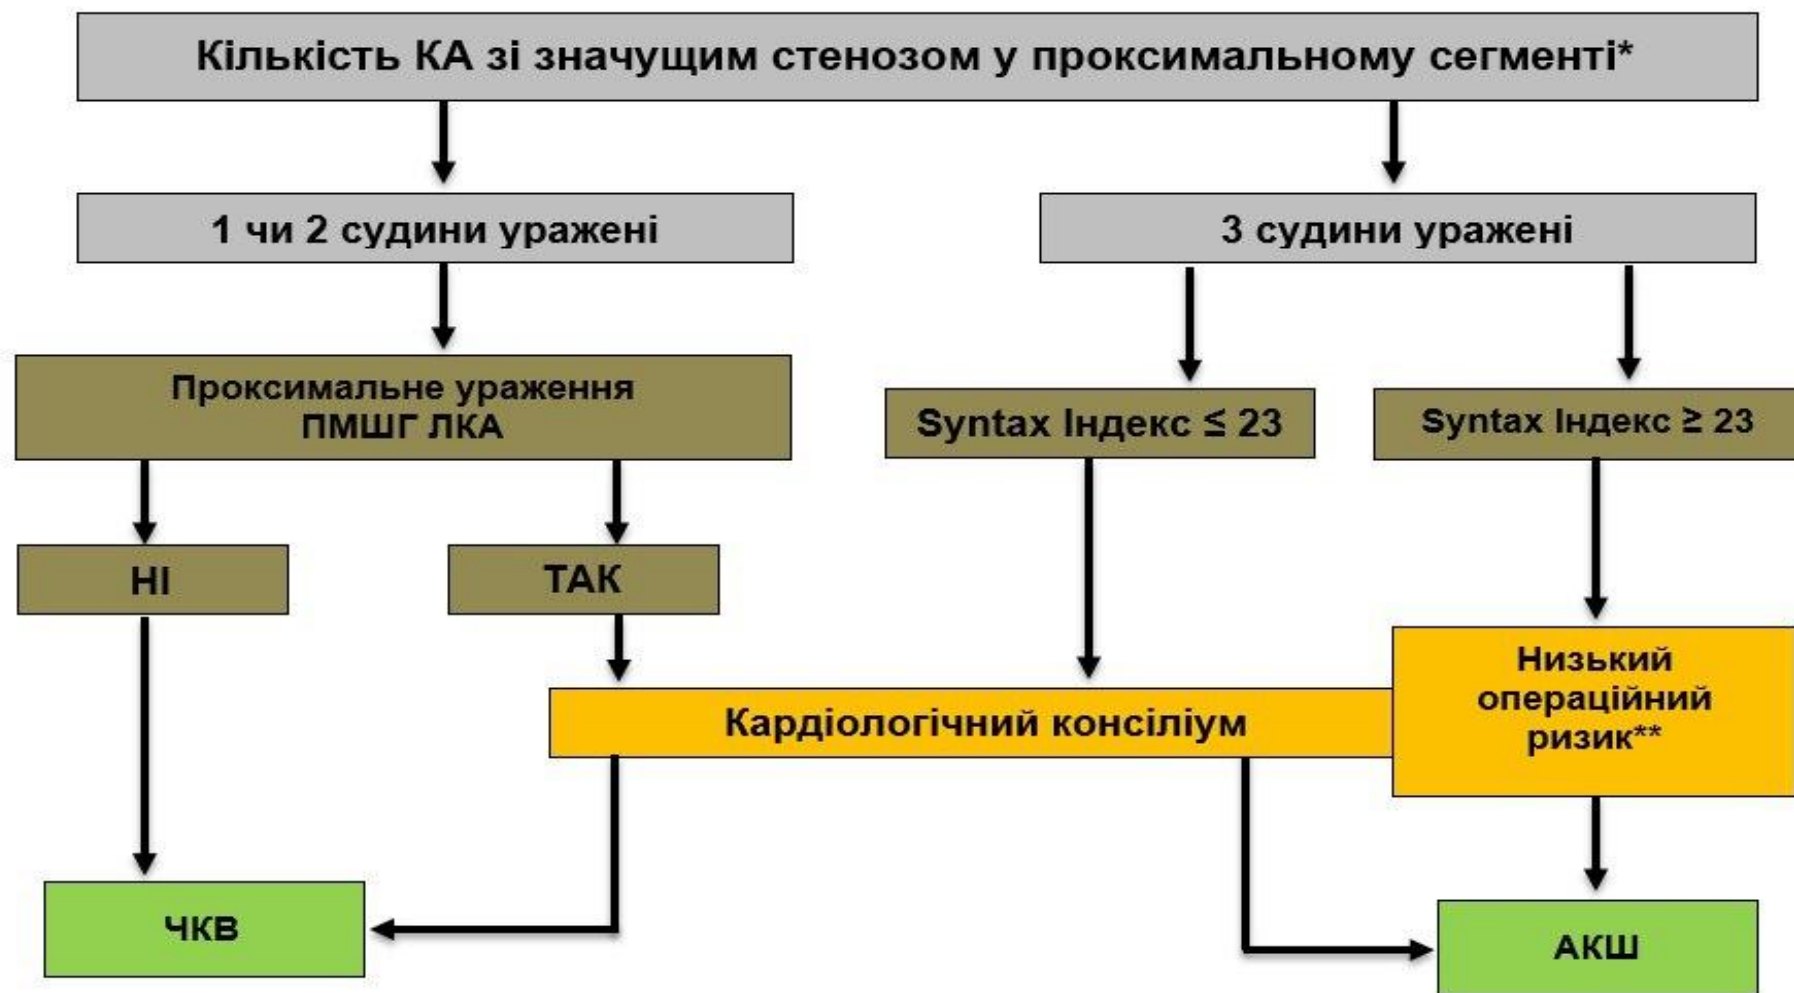 Кількість КА зі значущим стенозом у проксимальному сегменті*
1 чи 2 судини уражені
3 судини уражені
Проксимальне ураження
ПМШГ ЛКА
Syntax Індекс ≤ 23
Syntax Індекс ≥ 23
НІ
ТАК
Кардіологічний консіліум
Низький
операційний
ризик**
ЧКВ
АКШ